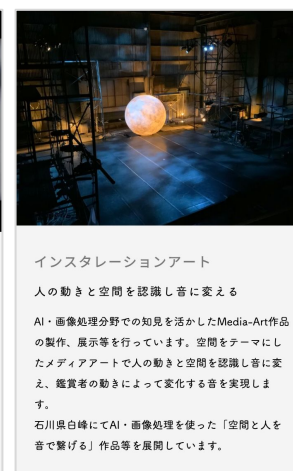 インスタレーションアート
人の動きと空間を認識し音に変える
AI・画像処理分野での知見を活かしたMedia-Art作品
の製作、展示等を行っています。空間をテーマにし
たメディアアートで人の動きと空間を認識し音に変
え、鑑賞者の動きによって変化する音を実現しま
す。
石川県白峰にてAI・画像処理を使った「空間と人を
音で繋げる」作品等を展開しています。